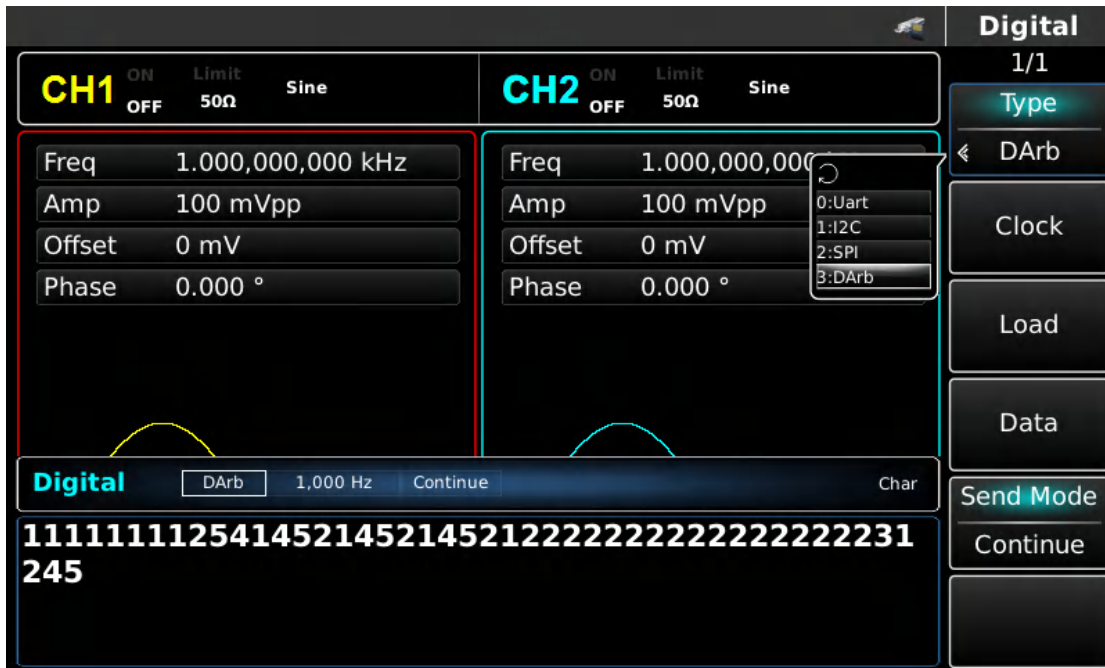 Digital
1/1
CH1
ON
OFF
Limit
50Ω
Sine
CH2
ON
OFF
Limit
50Ω
Sine
Type
DArb
Freq 1.000,000,000 kHz
Amp 100 mVpp
Offset 0 mV
Phase 0.000 °
Freq 1.000,000,000
Amp 100 mVpp
Offset 0 mV
Phase 0.000 °
0:Uart
1:I2C
2:SPI
3:DArb
Clock
Load
Data
Send Mode
Continue
Digital DArb 1,000 Hz Continue Char
1111111112541452145214521222222222222222231
245